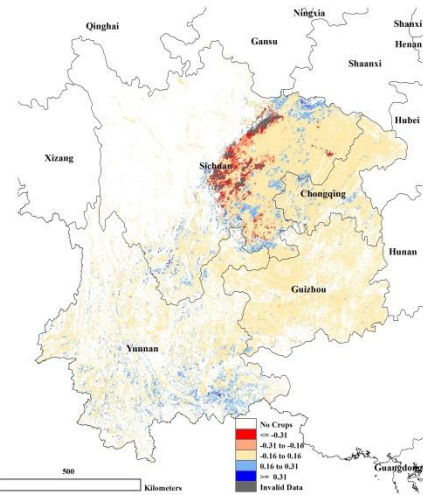 Ningxia
Qinghai
Shanxi
Gansu
Henan
Shaanxi
Hubei
Xizang
Sichuan
Chongqing
Hunan
Guizhou
Yunnan
No Crops
<= -0.31
-0.31 to -0.16
-0.16 to 0.16
0.16 to 0.31
>= 0.31
Invalid Data
Guangdong
500
Kilometers